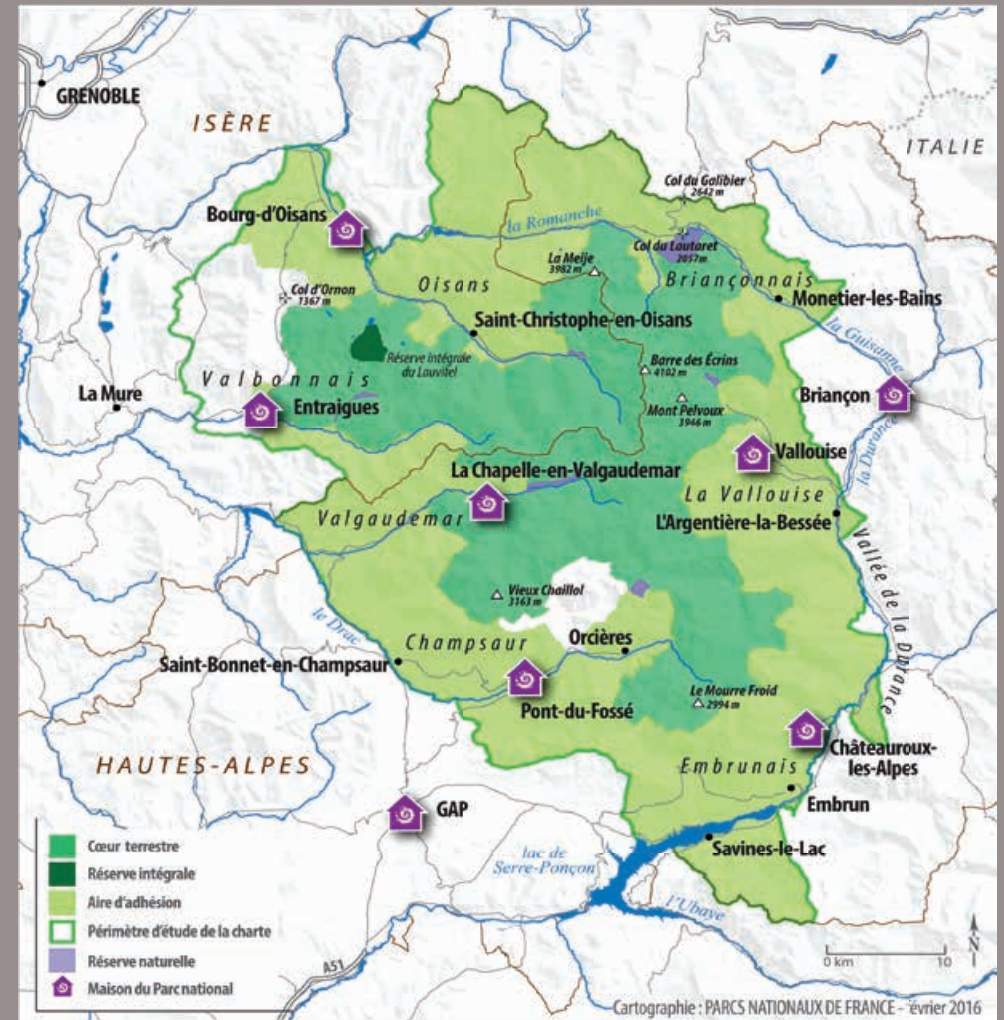 GRENOBLE
ISÈRE
ITALIE
Col du Galibier
2642 m
Bourg-d'Oisans
la Romanche
Col du Lautaret
2057m
La Meije
3982 m
Oisans
Briançonnais
Col d'Ornon
1367 m
Monetier-les-Bains
Saint-Christophe-en-Oisans
la Guisanne
Réserve intégrale
du Lauvitel
Barre des Écrins
4102 m
Valbonnais
La Mure
Entraigues
Mont Pelvoux
3946 m
Briançon
la Durance
Vallouise
La Chapelle-en-Valgaudemar
La Vallouise
Valgaudemar
L'Argentière-la-Bessée
Vallée de la Durance
Vieux Chaillol
3163 m
le Drac
Champsaur
Orcières
Saint-Bonnet-en-Champsaur
Le Mourre Froid
2994 m
Pont-du-Fossé
Châteauroux-
les-Alpes
HAUTES-ALPES
Embrunais
Embrun
GAP
Savines-le-Lac
lac de
Serre-Ponçon
l'Ubaye
Cœur terrestre
Réserve intégrale
Aire d'adhésion
Périmètre d'étude de la charte
Réserve naturelle
Maison du Parc national
A51
N
0 km
10
Cartographie : PARCS NATIONAUX DE FRANCE - évrier 2016